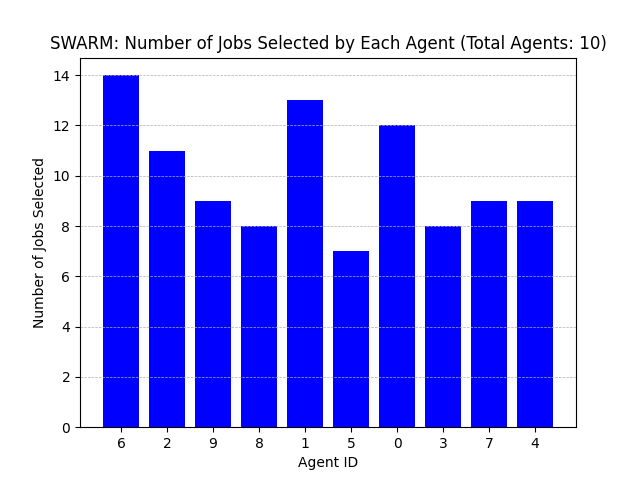 SWARM: Number of Jobs Selected by Each Agent (Total Agents: 10)
14
12
10
8
6
4
2
0
Number of Jobs Selected
6 2 9 8 1 5 0 3 7 4
Agent ID